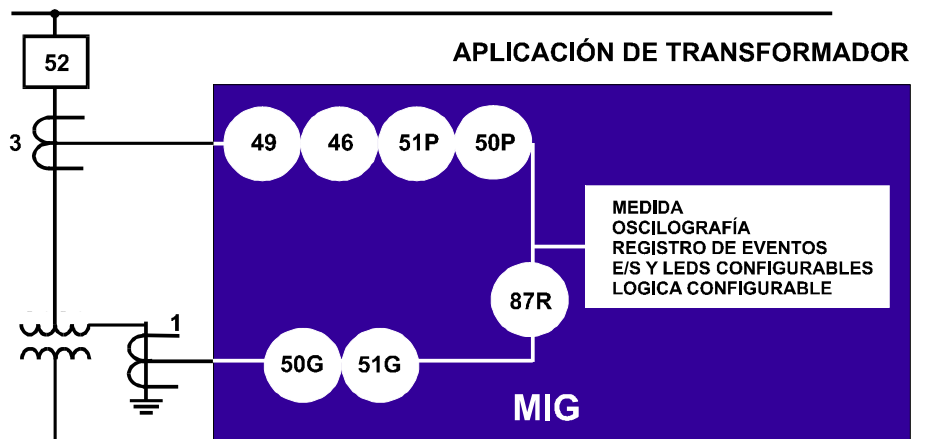 APLICACIÓN DE TRANSFORMADOR
52
3
49 46 51P 50P
MEDIDA
OSCILOGRAFÍA
REGISTRO DE EVENTOS
E/S Y LEDS CONFIGURABLES
LOGICA CONFIGURABLE
87R
1
50G 51G
MIG